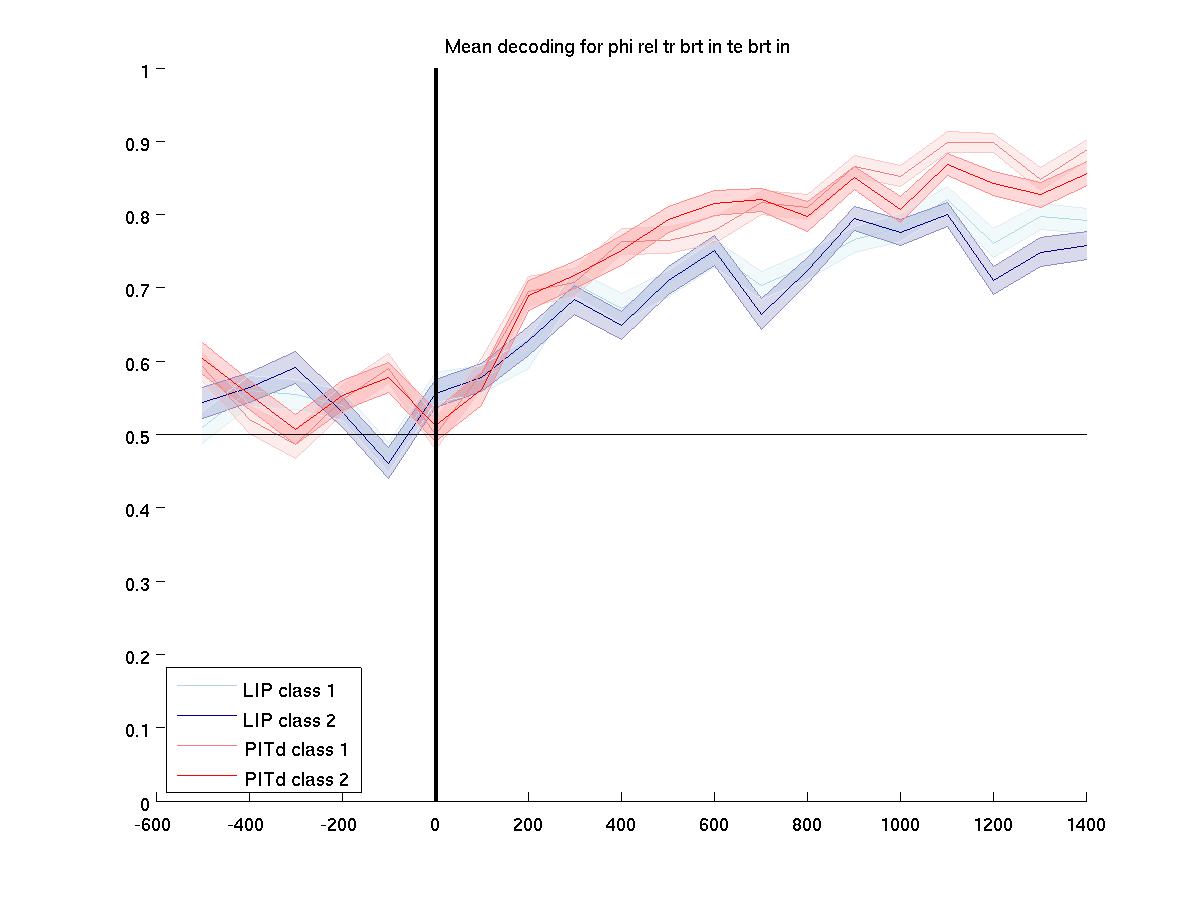 Mean decoding for phi rel tr brt in te brt in
1
0.9
0.8
0.7
0.6
0.5
0.4
0.3
0.2
0.1
0
LIP class 1
LIP class 2
PITd class 1
PITd class 2
-600 -400 -200 0 200 400 600 800 1000 1200 1400